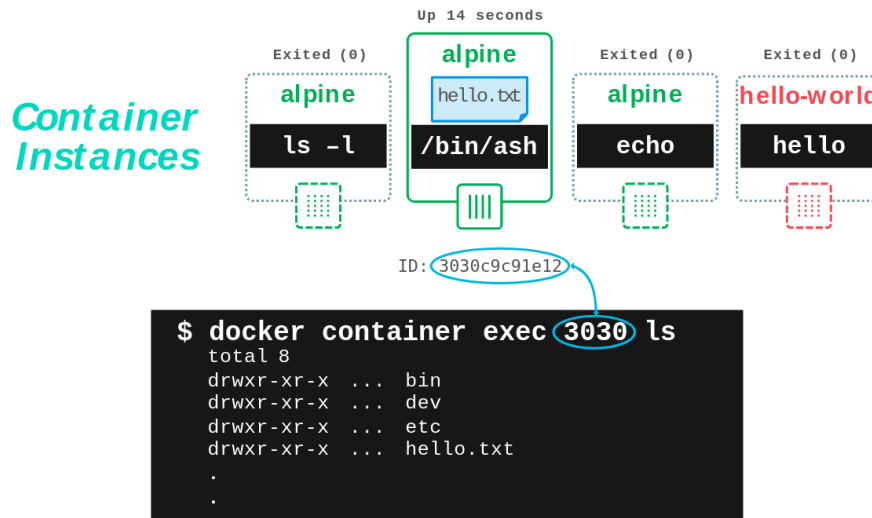 Up 14 seconds
Exited (0)
Exited (0)
Exited (0)
alpine
alpine
alpine
hello-world
hello.txt
Container
Instances
ls –l
/bin/ash
echo
hello
ID: 3030c9c91e12
$ docker container exec 3030 ls
total 8
drwxr-xr-x ... bin
drwxr-xr-x ... dev
drwxr-xr-x ... etc
drwxr-xr-x ... hello.txt
.
.